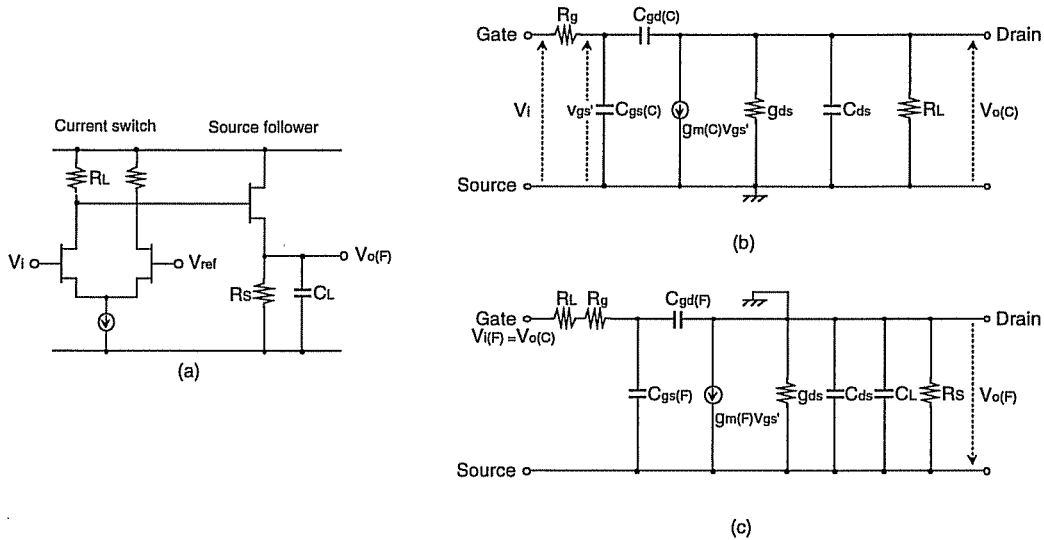 Current switch
Source follower
RL
Vi
Vref
Vo(F)
RS
CL
(a)
Rg
Cgd(C)
Gate
Drain
Vi
Vgs'
Cgs(C)
gm(C)Vgs'
gds
Cds
RL
Vo(C)
Source
(b)
RL
Rg
Cgd(F)
Gate
Drain
Vi(F) =Vo(C)
Cgs(F)
gm(F)Vgs'
gds
Cds
CL
RS
Vo(F)
Source
(c)